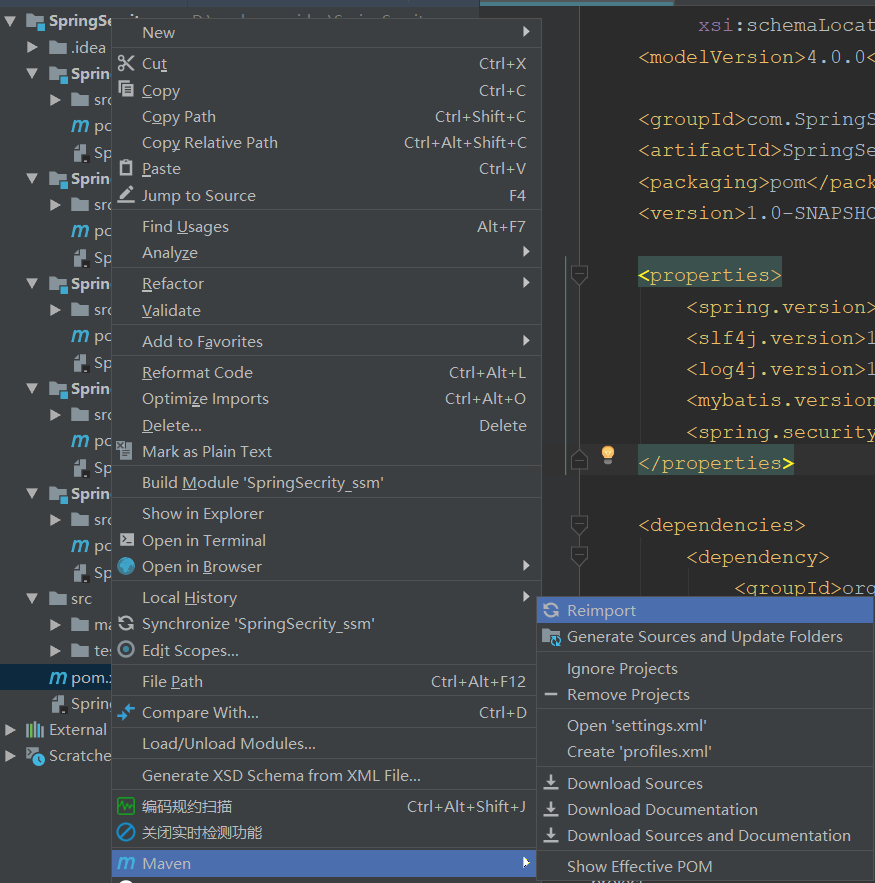 SpringSecrity
.idea
Sprin
src
po
Sp
Sprin
src
po
Sp
Sprin
src
po
Sp
Sprin
src
po
Sp
Sprin
src
po
Sp
src
ma
tes
pom.x
Spring
External
Scratche
New
Cut Ctrl+X
Copy Ctrl+C
Copy Path Ctrl+Shift+C
Copy Relative Path Ctrl+Alt+Shift+C
Paste Ctrl+V
Jump to Source F4
Find Usages Alt+F7
Analyze
Refactor
Validate
Add to Favorites
Reformat Code Ctrl+Alt+L
Optimize Imports Ctrl+Alt+O
Delete... Delete
Mark as Plain Text
Build Module 'SpringSecrity_ssm'
Show in Explorer
Open in Terminal
Open in Browser
Local History
Synchronize 'SpringSecrity_ssm'
Edit Scopes...
File Path Ctrl+Alt+F12
Compare With... Ctrl+D
Load/Unload Modules...
Generate XSD Schema from XML File...
编码规约扫描 Ctrl+Alt+Shift+J
关闭实时检测功能
Maven
Reimport
Generate Sources and Update Folders
Ignore Projects
Remove Projects
Open 'settings.xml'
Create 'profiles.xml'
Download Sources
Download Documentation
Download Sources and Documentation
Show Effective POM
xsi:schemaLocat
<modelVersion>4.0.0<
<groupId>com.SpringS
<artifactId>SpringSe
<packaging>pom</pack
<version>1.0-SNAPSHO
<properties>
<spring.version>
<slf4j.version>1
<log4j.version>1
<mybatis.version
<spring.security
</properties>
<dependencies>
<dependency>
<groupId>org